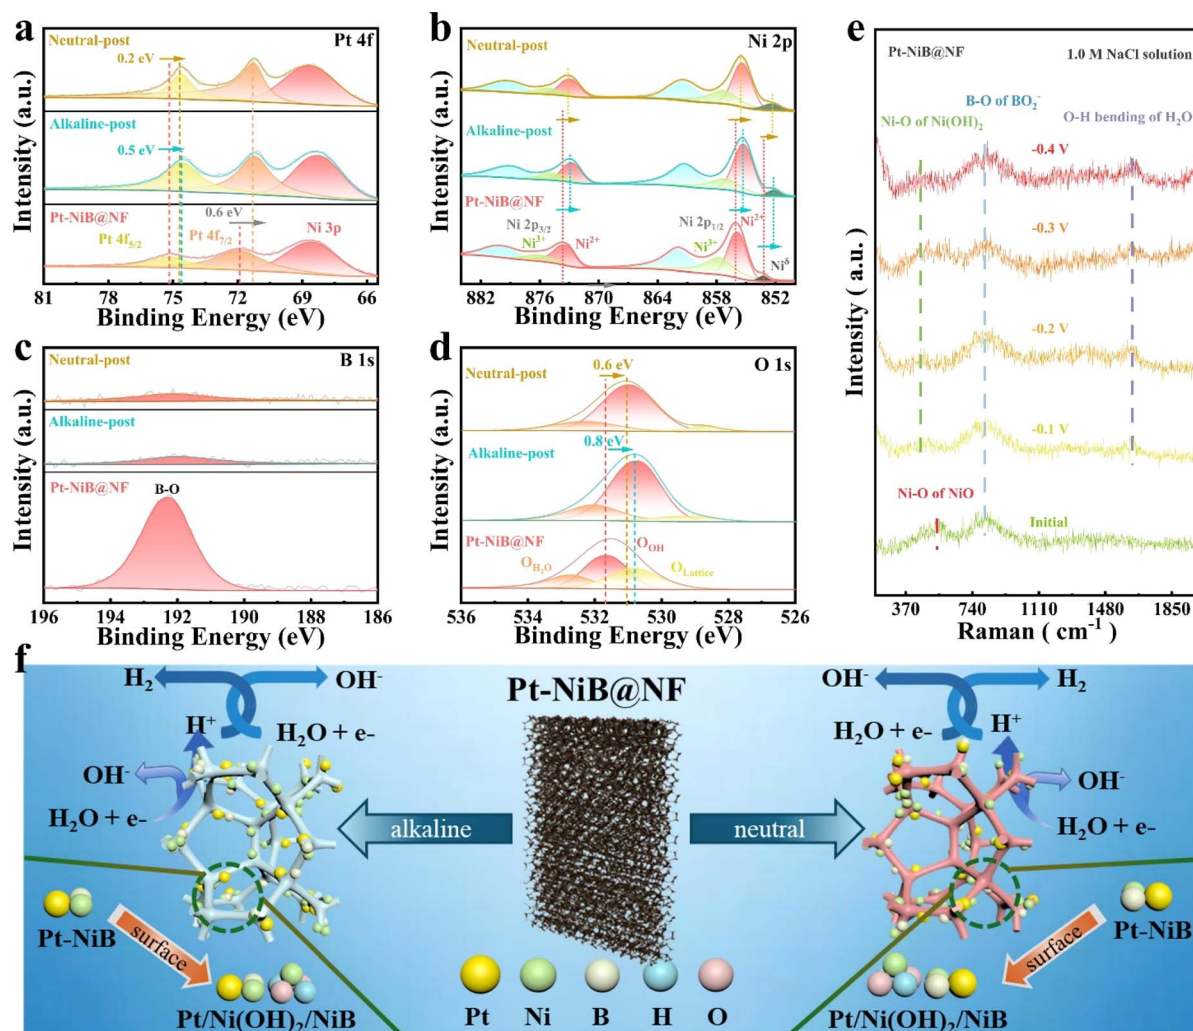 a
Pt 4f
Neutral-post
0.2 eV
Alkaline-post
0.5 eV
Pt-NiB@NF
0.6 eV
Pt 4f5/2
Pt 4f7/2
Ni 3p
Intensity (a.u.)
81 78 75 72 69 66
Binding Energy (eV)
b
Ni 2p
Neutral-post
Alkaline-post
Pt-NiB@NF
Ni 2p3/2
Ni 2p1/2
Ni2+
Ni3+
Ni2+
Ni3+
Niδ
Intensity (a.u.)
882 876 870 864 858 852
Binding Energy (eV)
c
B 1s
Neutral-post
Alkaline-post
Pt-NiB@NF
B-O
Intensity (a.u.)
196 194 192 190 188 186
Binding Energy (eV)
d
O 1s
Neutral-post
0.6 eV
Alkaline-post
0.8 eV
Pt-NiB@NF
OH2O
OOH
OLattice
Intensity (a.u.)
536 534 532 530 528 526
Binding Energy (eV)
e
Pt-NiB@NF
1.0 M NaCl solution
B-O of BO2-
Ni-O of Ni(OH)2
O-H bending of H2O
-0.4 V
-0.3 V
-0.2 V
-0.1 V
Ni-O of NiO
Initial
Intensity ( a.u.)
370 740 1110 1480 1850
Raman ( cm-1)
f
H2
OH-
H+
H2O + e-
OH-
H2O + e-
Pt-NiB
surface
Pt/Ni(OH)2/NiB
Pt-NiB@NF
alkaline
neutral
Pt Ni B H O
OH-
H2
H2O + e-
H+
OH-
H2O + e-
Pt-NiB
surface
Pt/Ni(OH)2/NiB